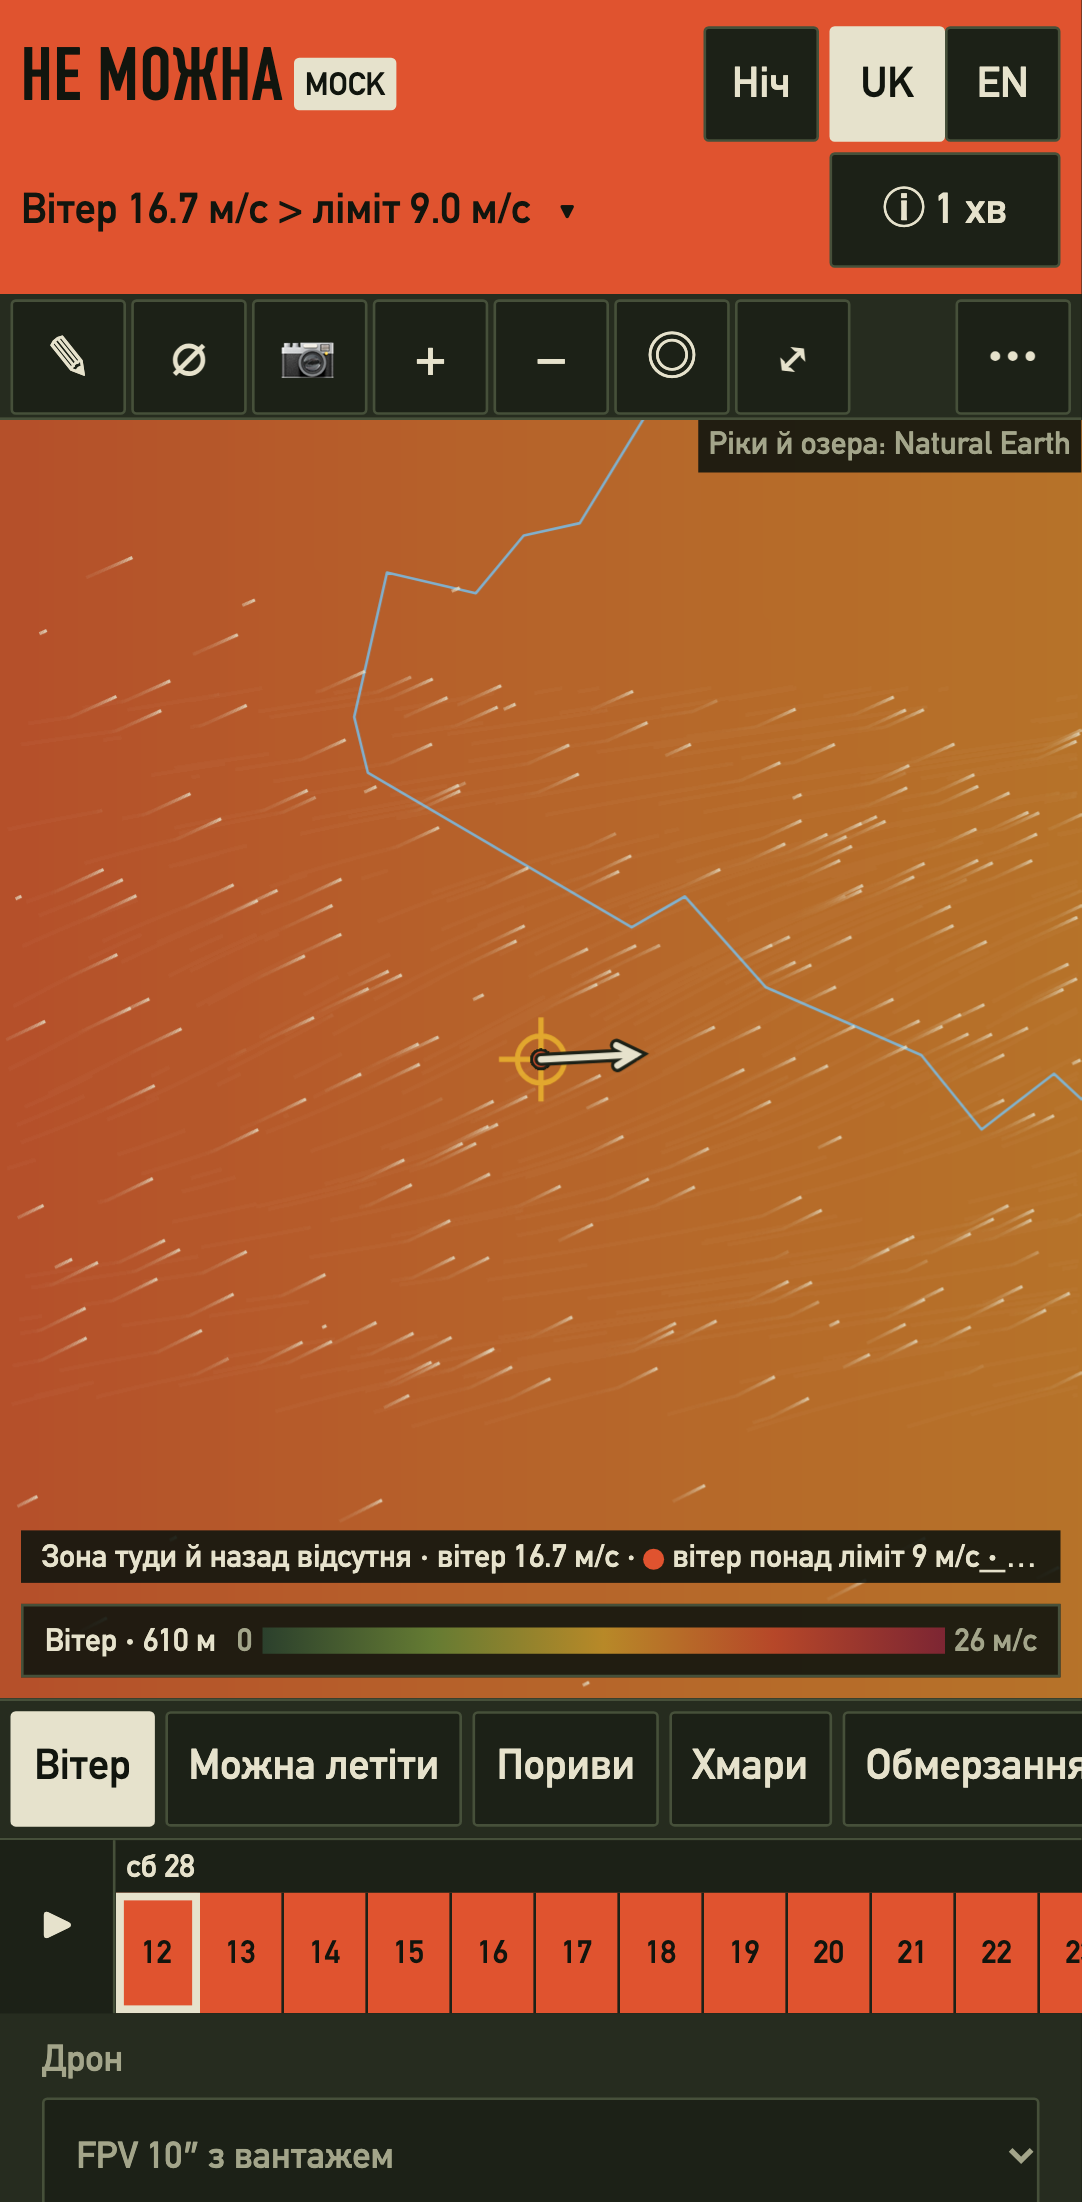 НЕ МОЖНА МОСК
Ніч UK EN
Вітер 16.7 м/с > ліміт 9.0 м/с ▼
ⓘ 1 хв
Ріки й озера: Natural Earth
Зона туди й назад відсутня · вітер 16.7 м/с · вітер понад ліміт 9 м/с · …
Вітер · 610 м 0 26 м/с
Вітер Можна летіти Пориви Хмари Обмерзання
сб 28
12 13 14 15 16 17 18 19 20 21 22
Дрон
FPV 10″ з вантажем